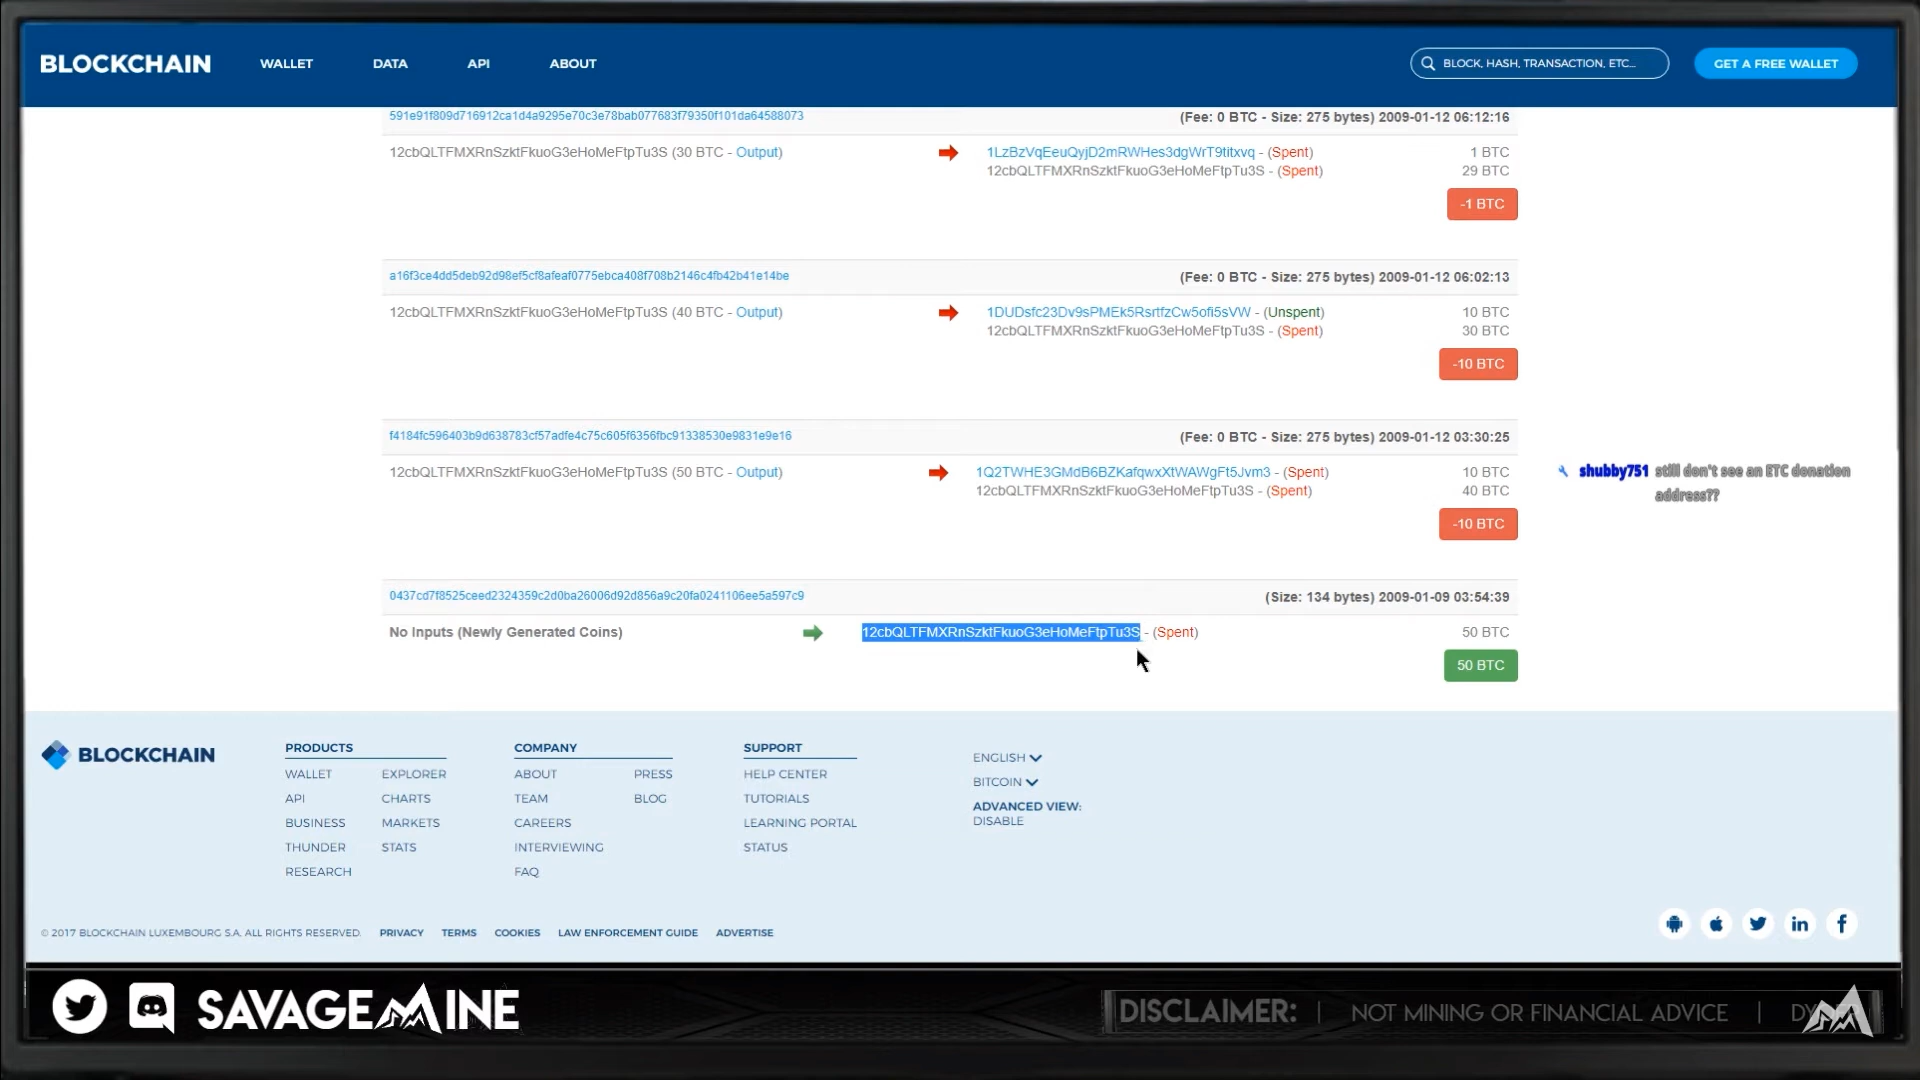 BLOCKCHAIN WALLET DATA API ABOUT BLOCK, HASH, TRANSACTION, ETC... GET A FREE WALLET
591e91f809d716912ca1d4a9295e70c3e78bab077683f79350f101da64588073 (Fee: 0 BTC - Size: 275 bytes) 2009-01-12 06:12:16
12cbQLTFMXRnSzktFkuoG3eHoMeFtpTu3S (30 BTC - Output) 1LzBzVqEeuQyjD2mRWHes3dgWrT9titxvq - (Spent) 1 BTC
12cbQLTFMXRnSzktFkuoG3eHoMeFtpTu3S - (Spent) 29 BTC
-1 BTC
a16f3ce4dd5deb92d98ef5cf8afeaf0775ebca408f708b2146c4fb42b41e14be (Fee: 0 BTC - Size: 275 bytes) 2009-01-12 06:02:13
12cbQLTFMXRnSzktFkuoG3eHoMeFtpTu3S (40 BTC - Output) 1DUDsfc23Dv9sPMEk5RsrtfzCw5ofi5sVW - (Unspent) 10 BTC
12cbQLTFMXRnSzktFkuoG3eHoMeFtpTu3S - (Spent) 30 BTC
-10 BTC
f4184fc596403b9d638783cf57adfe4c75c605f6356fbc91338530e9831e9e16 (Fee: 0 BTC - Size: 275 bytes) 2009-01-12 03:30:25
12cbQLTFMXRnSzktFkuoG3eHoMeFtpTu3S (50 BTC - Output) 1Q2TWHE3GMdB6BZKafqwxXtWAWgFt5Jvm3 - (Spent) 10 BTC
12cbQLTFMXRnSzktFkuoG3eHoMeFtpTu3S - (Spent) 40 BTC
-10 BTC
shubby751 still don't see an ETC donation
address??
0437cd7f8525ceed2324359c2d0ba26006d92d856a9c20fa0241106ee5a597c9 (Size: 134 bytes) 2009-01-09 03:54:39
No Inputs (Newly Generated Coins) 12cbQLTFMXRnSzktFkuoG3eHoMeFtpTu3S - (Spent) 50 BTC
50 BTC
BLOCKCHAIN
PRODUCTS
WALLET EXPLORER
API CHARTS
BUSINESS MARKETS
THUNDER STATS
RESEARCH
COMPANY
ABOUT PRESS
TEAM BLOG
CAREERS
INTERVIEWING
FAQ
SUPPORT
HELP CENTER
TUTORIALS
LEARNING PORTAL
STATUS
ENGLISH
BITCOIN
ADVANCED VIEW:
DISABLE
© 2017 BLOCKCHAIN LUXEMBOURG S.A. ALL RIGHTS RESERVED. PRIVACY TERMS COOKIES LAW ENFORCEMENT GUIDE ADVERTISE
SAVAGEMINE DISCLAIMER: | NOT MINING OR FINANCIAL ADVICE |